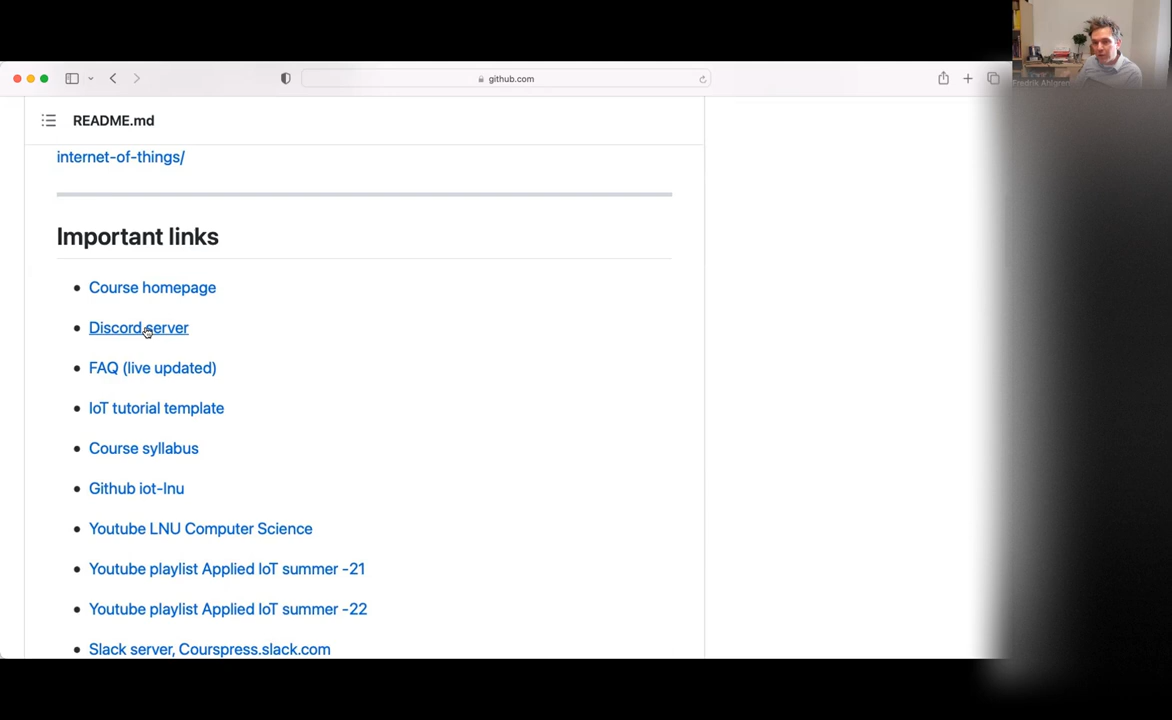 github.com
Fredrik Ahlgren
README.md
internet-of-things/
Important links
Course homepage
Discord server
FAQ (live updated)
IoT tutorial template
Course syllabus
Github iot-lnu
Youtube LNU Computer Science
Youtube playlist Applied IoT summer -21
Youtube playlist Applied IoT summer -22
Slack server, Courspress.slack.com